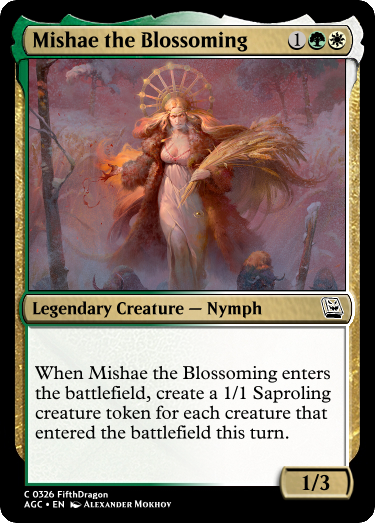 Mishae the Blossoming 1
Legendary Creature — Nymph
When Mishae the Blossoming enters
the battlefield, create a 1/1 Saproling
creature token for each creature that
entered the battlefield this turn.
1/3
C 0326 FifthDragon
AGC • EN Alexander Mokhov